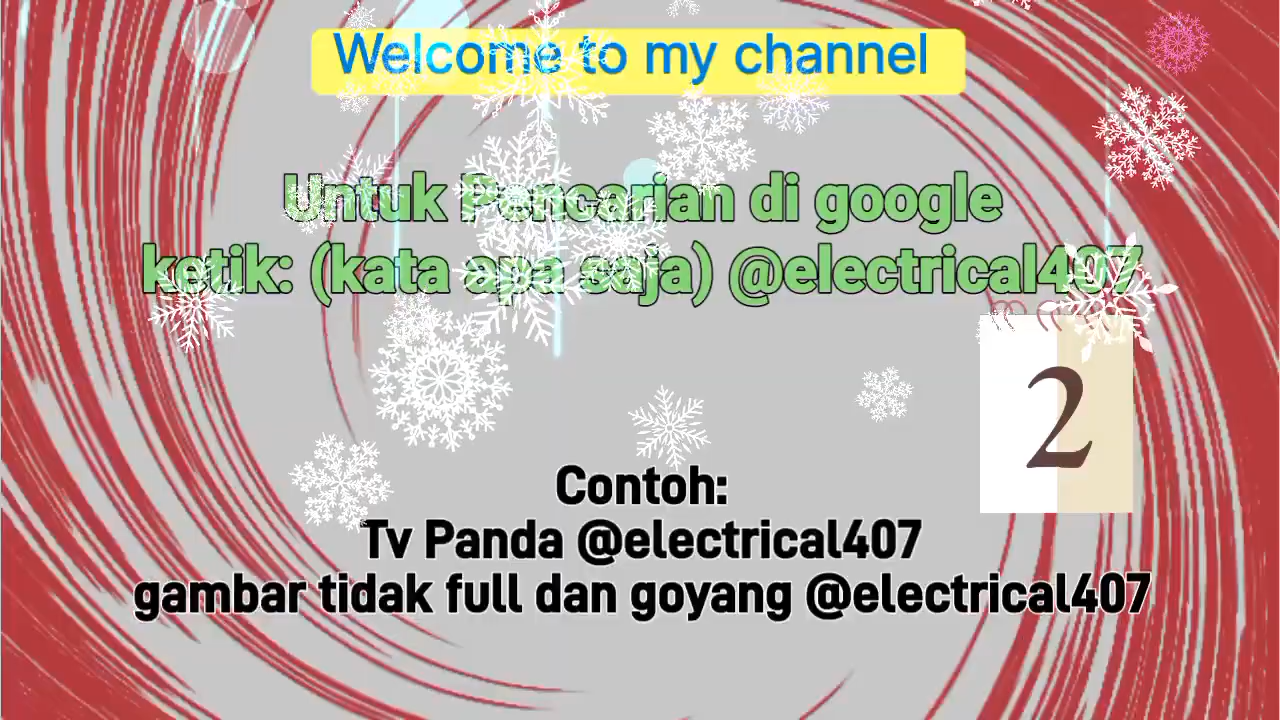 Welcome to my channel
Untuk Pencarian di google
ketik: (kata apa saja) @electrical407
2
Contoh:
Tv Panda @electrical407
gambar tidak full dan goyang @electrical407